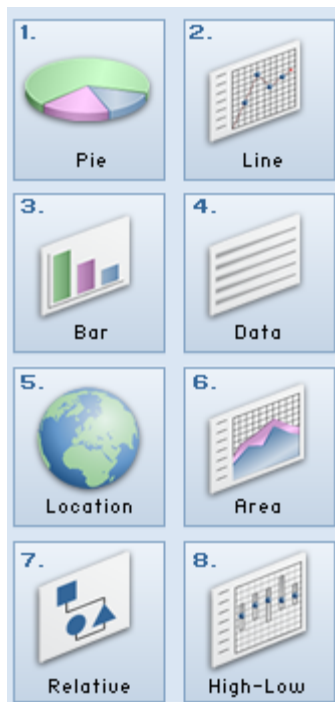 1.
Pie
2.
Line
3.
Bar
4.
Data
5.
Location
6.
Area
7.
Relative
8.
High-Low